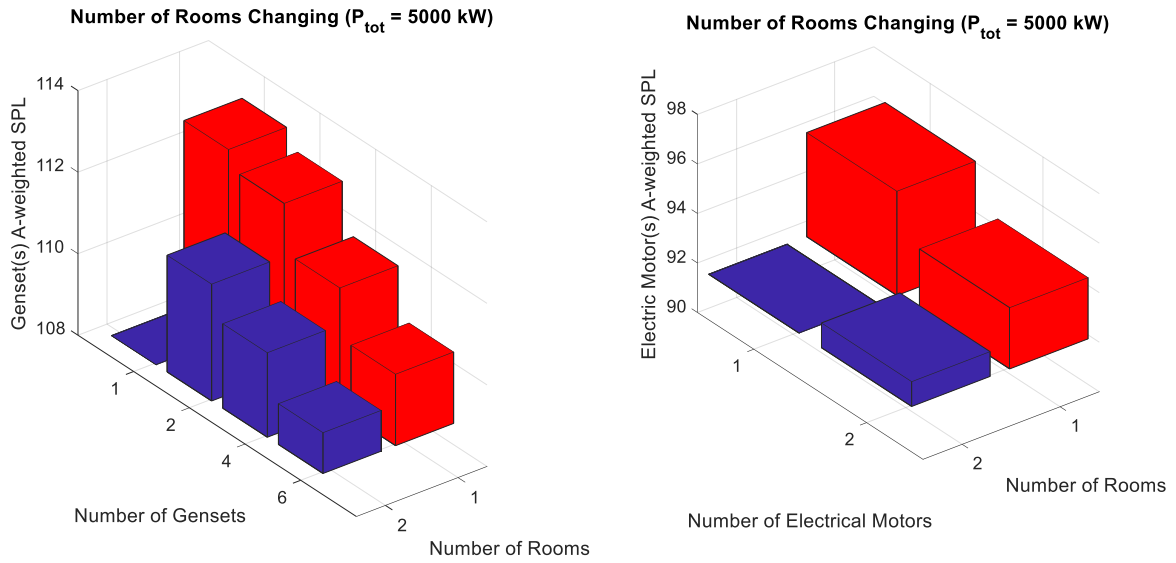 Number of Rooms Changing (Ptot = 5000 kW)
Genset(s) A-weighted SPL
114
112
110
108
1
2
4
6
Number of Gensets
2
1
Number of Rooms
Number of Rooms Changing (Ptot = 5000 kW)
Electric Motor(s) A-weighted SPL
98
96
94
92
90
1
2
Number of Electrical Motors
2
1
Number of Rooms